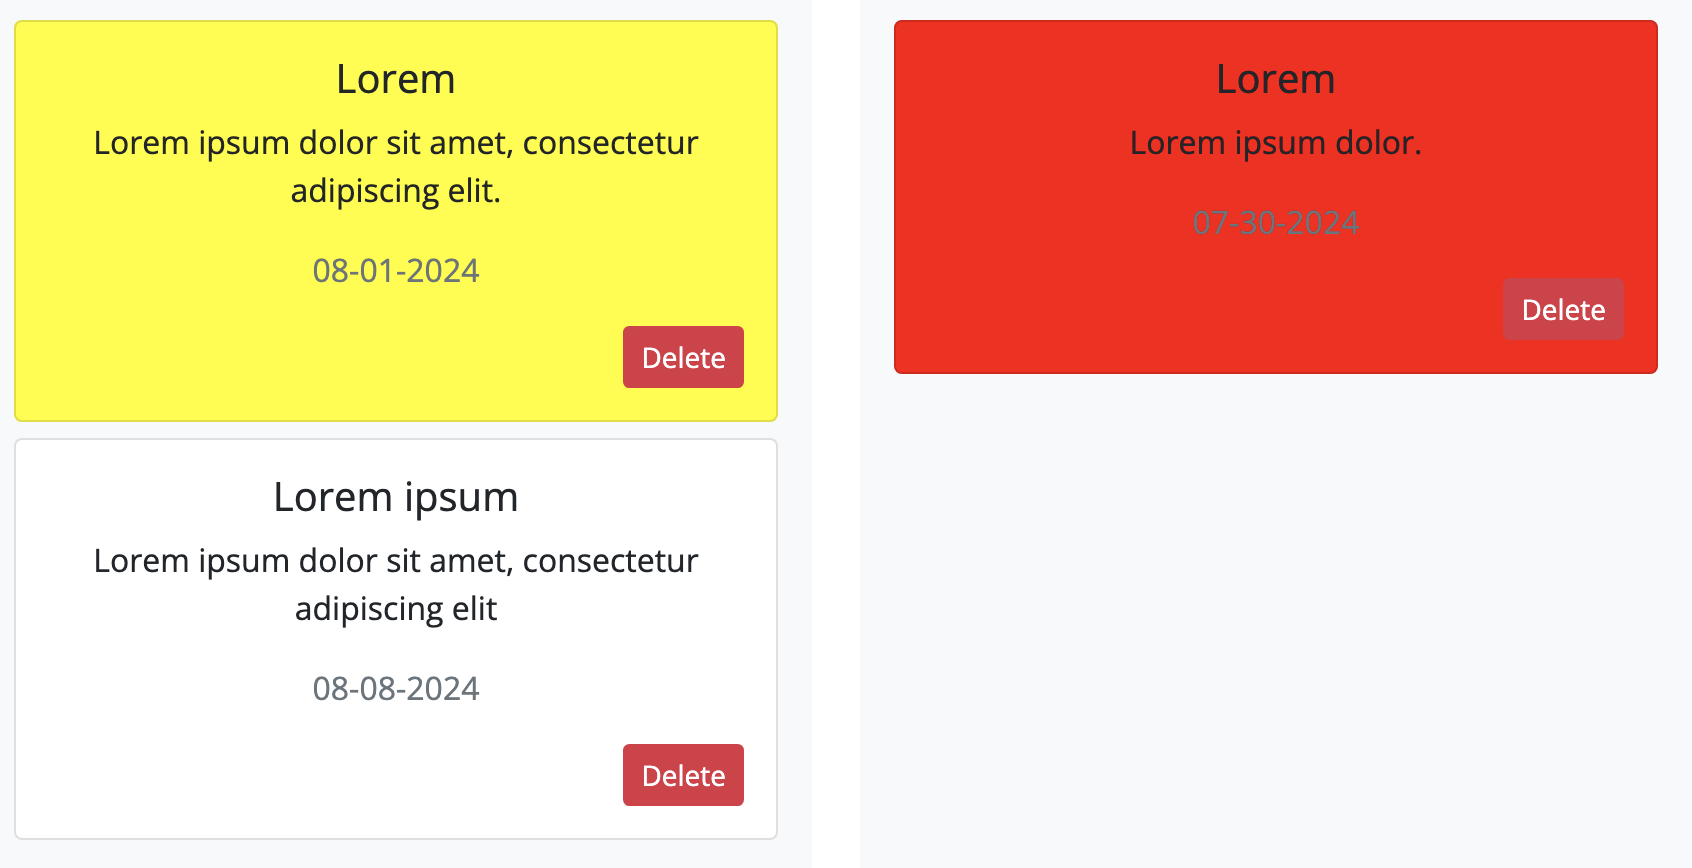 Lorem
Lorem ipsum dolor sit amet, consectetur
adipiscing elit.
08-01-2024
Delete
Lorem ipsum
Lorem ipsum dolor sit amet, consectetur
adipiscing elit
08-08-2024
Delete
Lorem
Lorem ipsum dolor.
07-30-2024
Delete